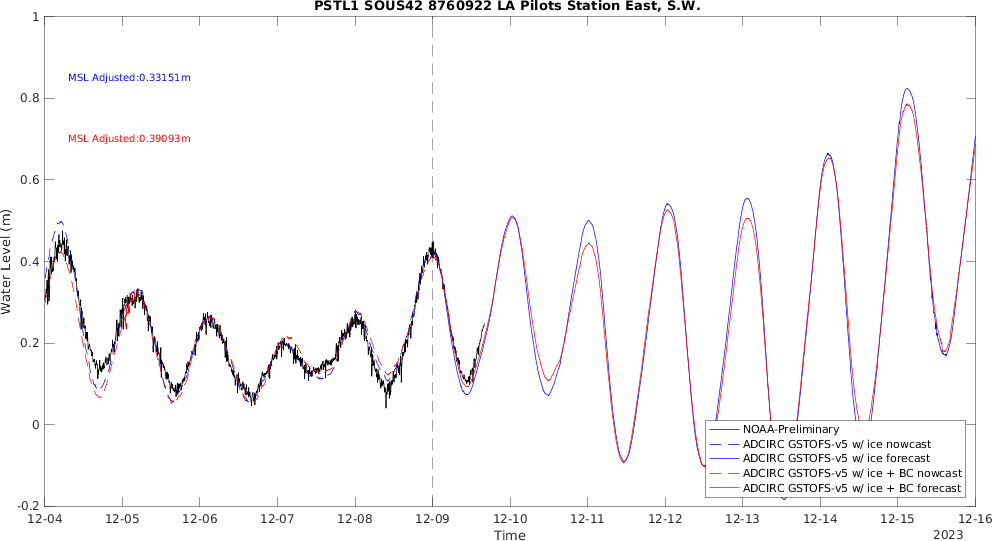 PSTL1 SOUS42 8760922 LA Pilots Station East, S.W.
MSL Adjusted:0.33151m
MSL Adjusted:0.39093m
Water Level (m)
1
0.8
0.6
0.4
0.2
0
-0.2
NOAA-Preliminary
ADCIRC GSTOFS-v5 w/ ice nowcast
ADCIRC GSTOFS-v5 w/ ice forecast
ADCIRC GSTOFS-v5 w/ ice + BC nowcast
ADCIRC GSTOFS-v5 w/ ice + BC forecast
12-04 12-05 12-06 12-07 12-08 12-09 12-10 12-11 12-12 12-13 12-14 12-15 12-16
Time
2023